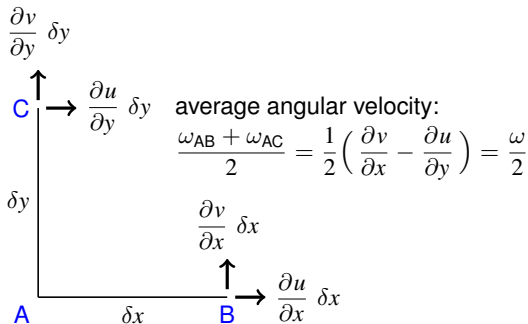 ∂v/∂y δy
C ∂u/∂y δy
average angular velocity:
(ω_AB + ω_AC)/2 = 1/2 (∂v/∂x − ∂u/∂y) = ω/2
δy
∂v/∂x δx
A δx B ∂u/∂x δx